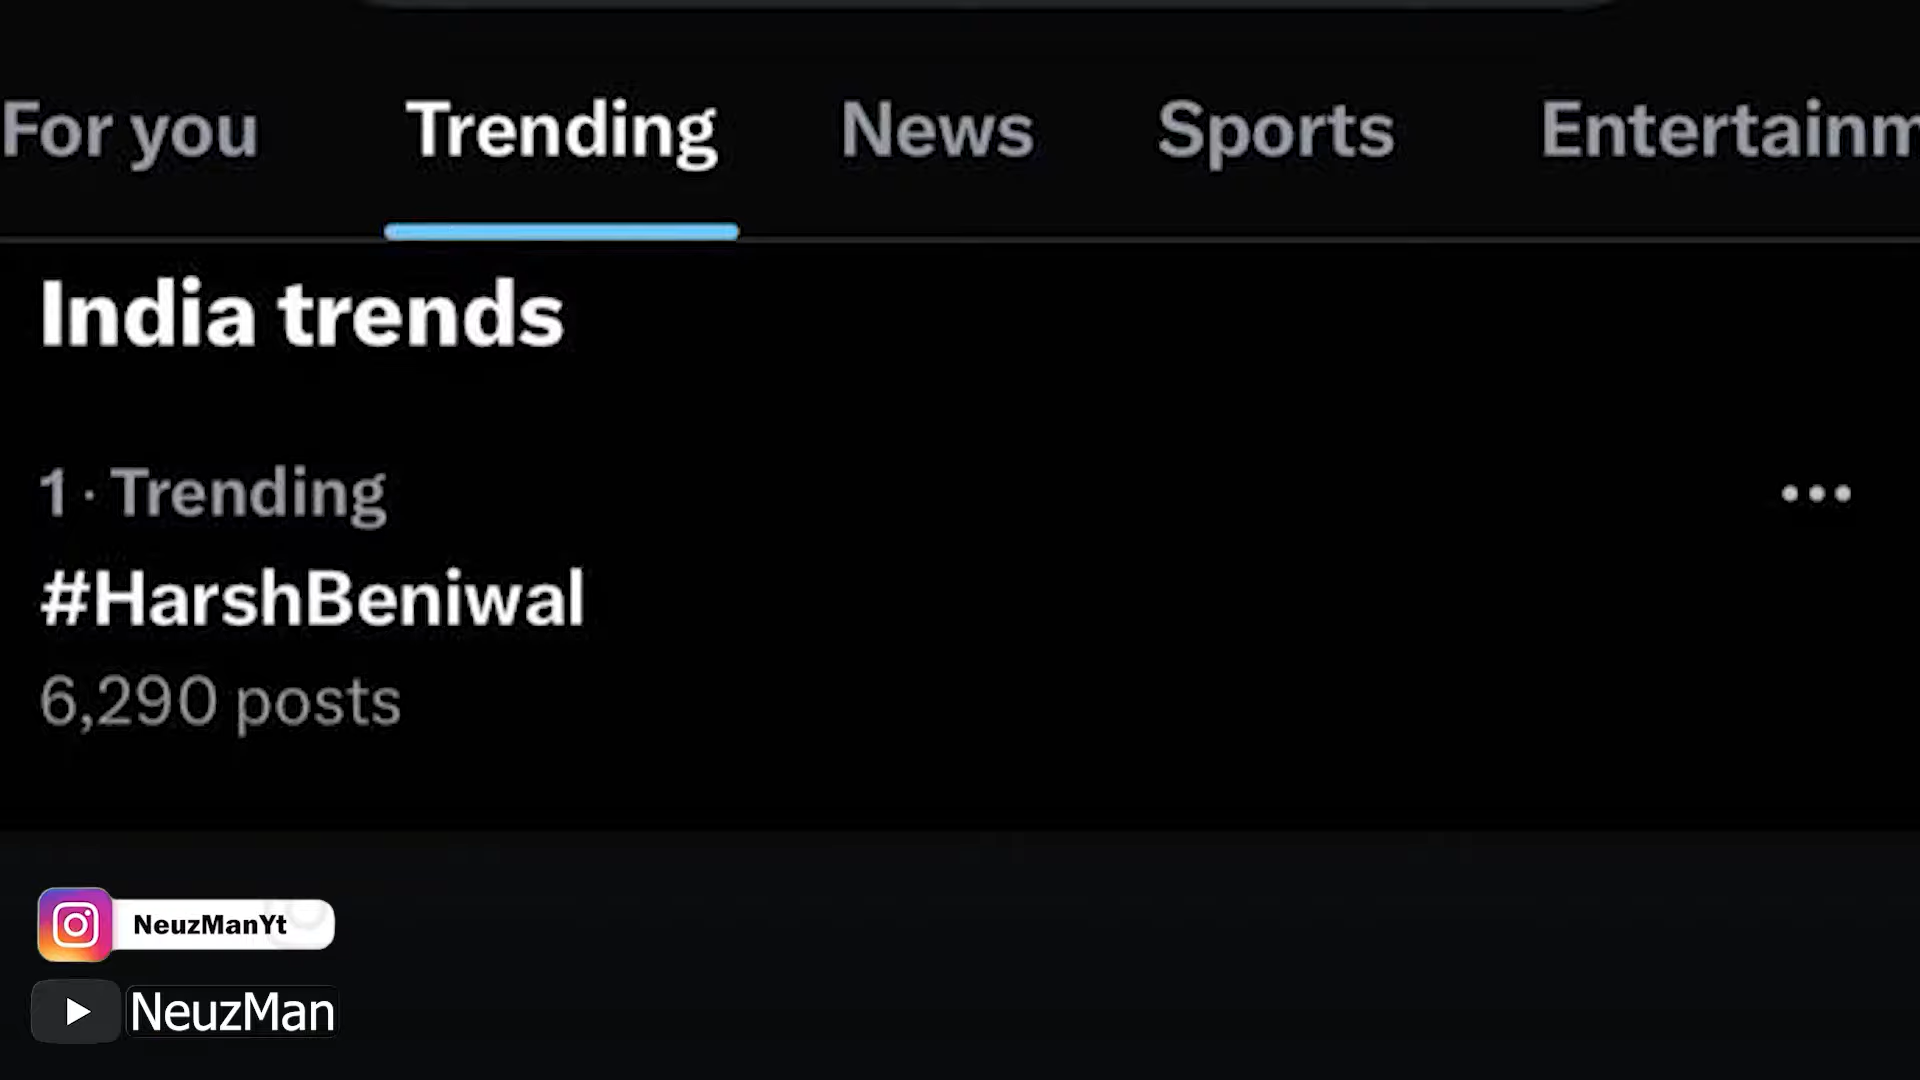 For you Trending News Sports Entertainm
India trends
1 · Trending
#HarshBeniwal
6,290 posts
NeuzManYt
NeuzMan